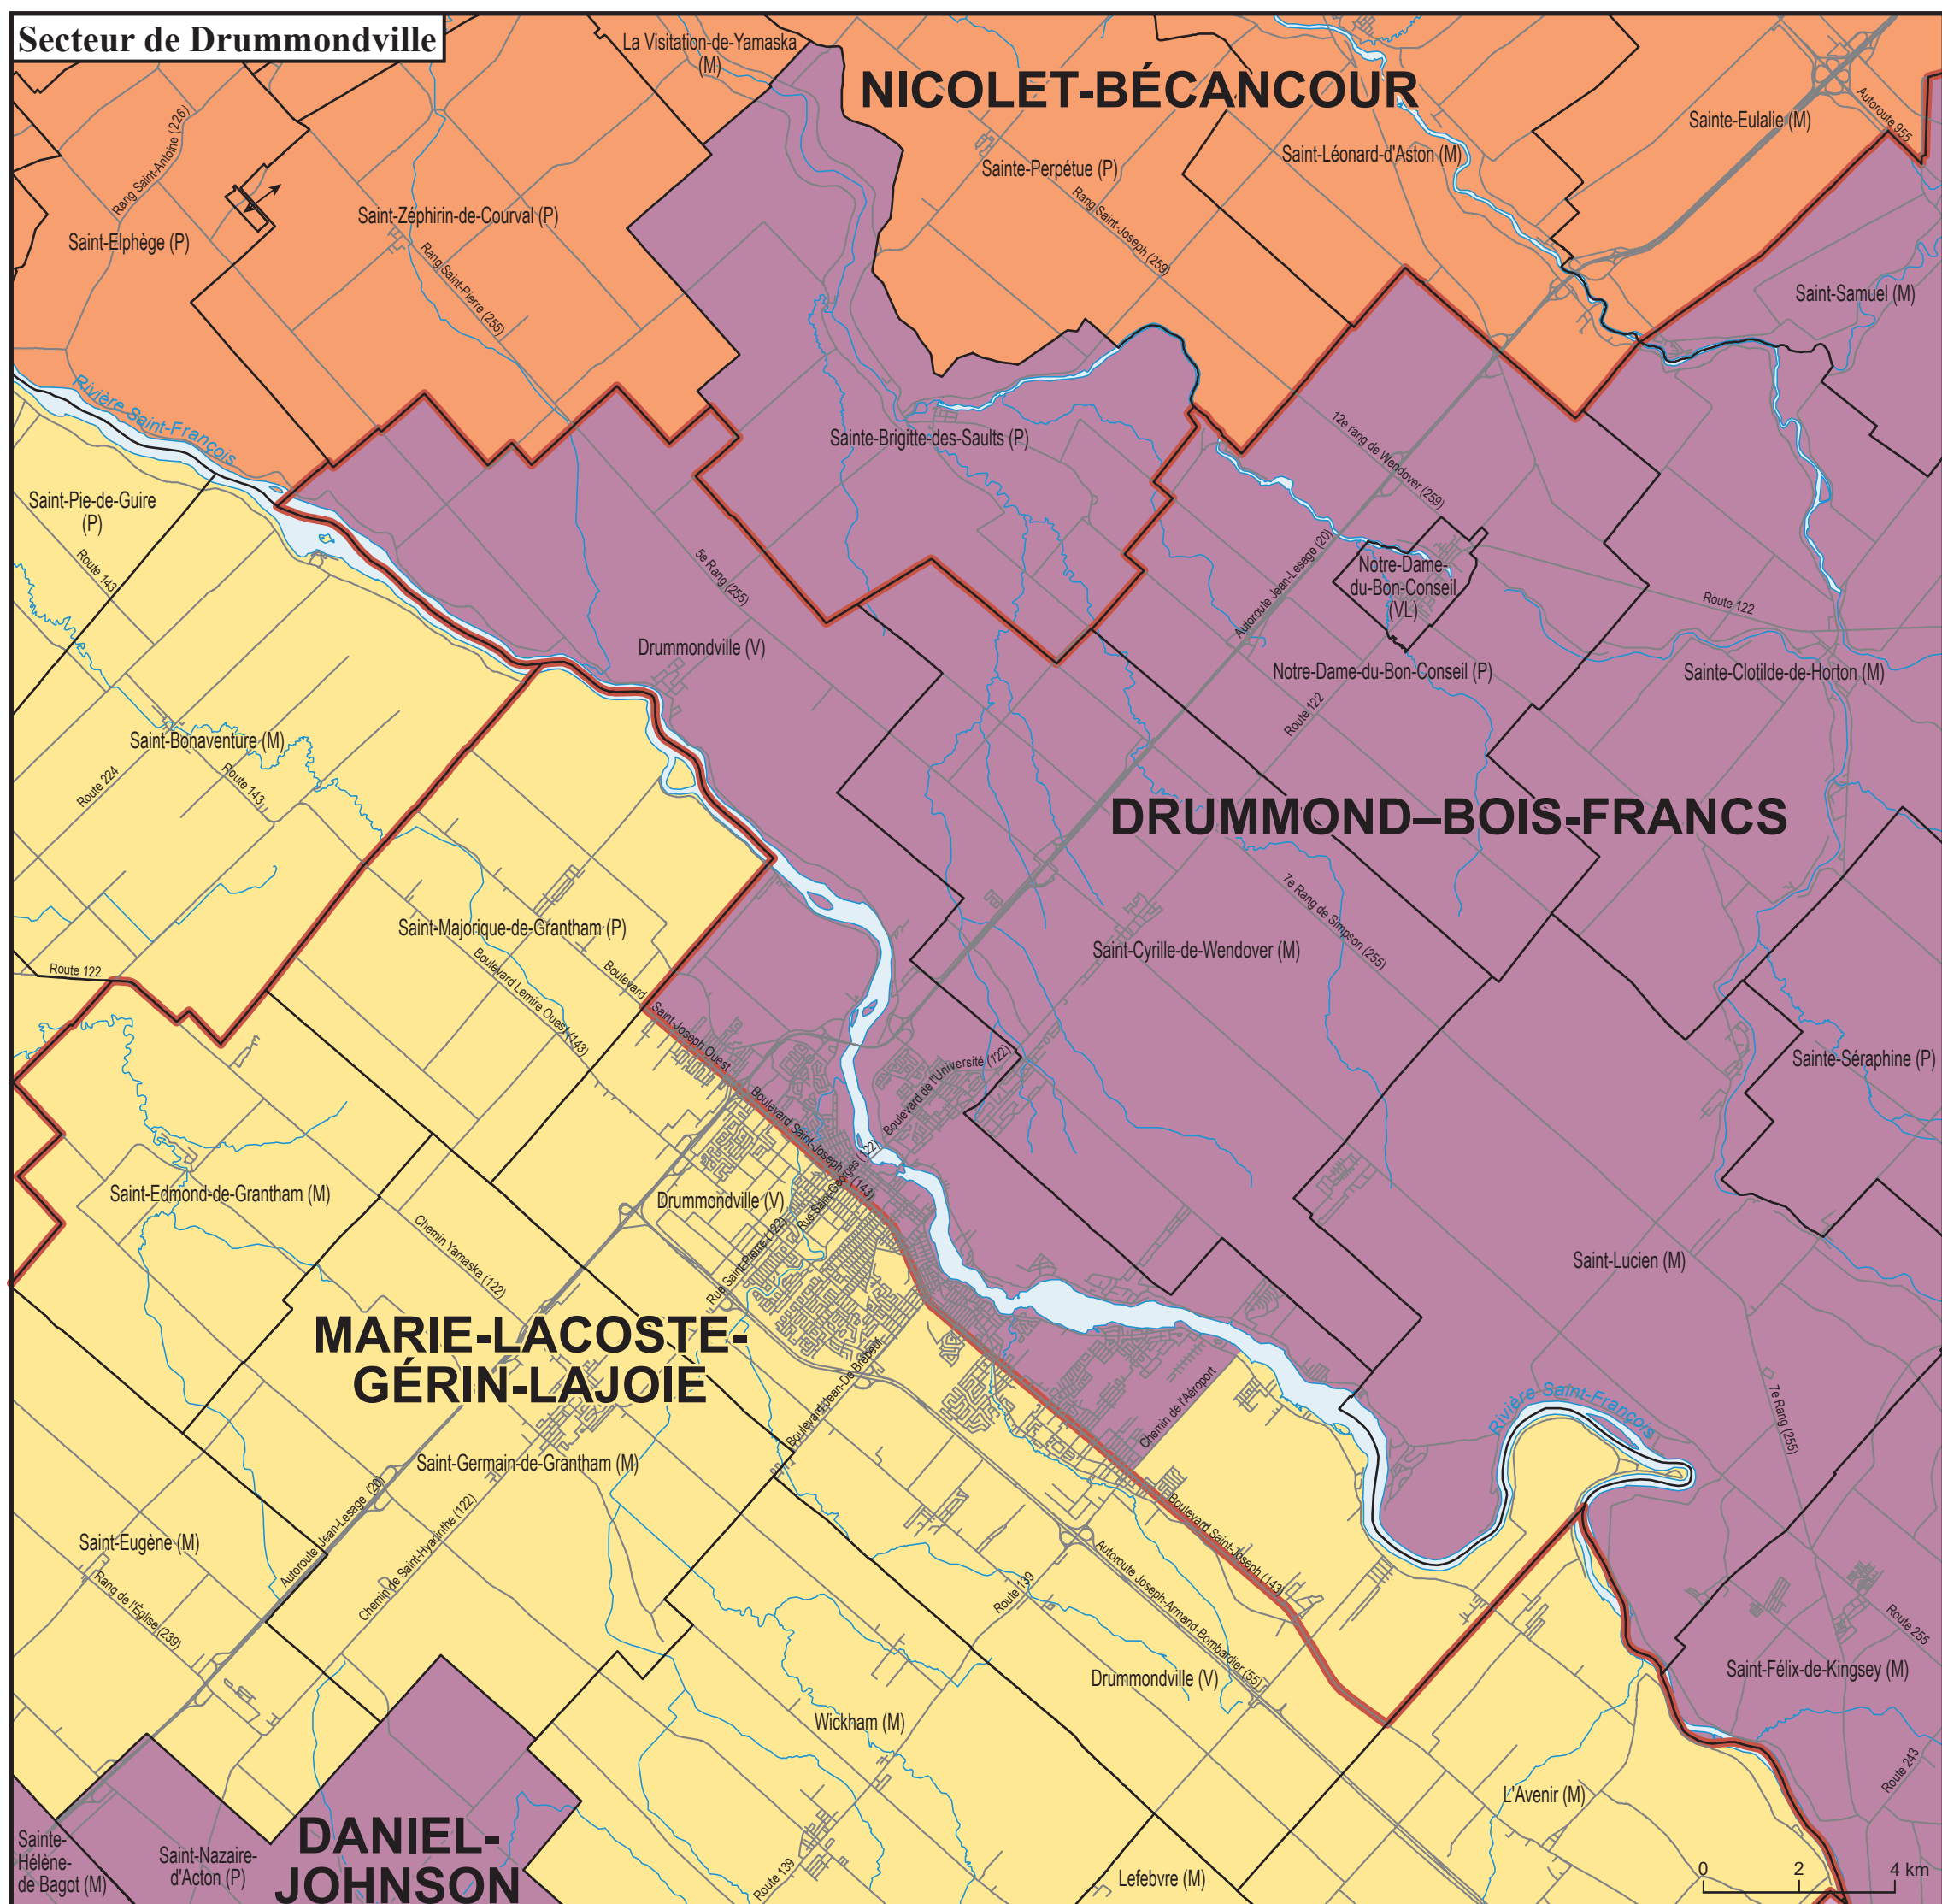 Secteur de Drummondville
La Visitation-de-Yamaska
(M)
NICOLET-BÉCANCOUR
Sainte-Eulalie (M)
Autoroute 955
Rang Saint-Antoine (226)
Saint-Léonard-d'Aston (M)
Sainte-Perpétue (P)
Rang Saint-Joseph (259)
Saint-Zéphirin-de-Courval (P)
Saint-Elphège (P)
Rang Saint-Pierre (255)
Saint-Samuel (M)
Rivière Saint-François
Sainte-Brigitte-des-Saults (P)
12e rang de Wendover (259)
Saint-Pie-de-Guire
(P)
Route 143
5e Rang (255)
Autoroute Jean-Lesage (20)
Notre-Dame-
du-Bon-Conseil
(VL)
Route 122
Drummondville (V)
Notre-Dame-du-Bon-Conseil (P)
Sainte-Clotilde-de-Horton (M)
Route 122
Saint-Bonaventure (M)
Route 224
Route 143
DRUMMOND–BOIS-FRANCS
7e Rang de Simpson (255)
Saint-Majorique-de-Grantham (P)
Saint-Cyrille-de-Wendover (M)
Route 122
Boulevard Lemire Ouest (143)
Boulevard
Saint-Joseph Ouest
Sainte-Séraphine (P)
Boulevard de l'Université (122)
Boulevard Saint-Joseph (143)
Rue Saint-Georges (122)
Saint-Edmond-de-Grantham (M)
Drummondville (V)
Chemin Yamaska (122)
Rue Saint-Pierre (122)
Saint-Lucien (M)
MARIE-LACOSTE-
GÉRIN-LAJOIE
Boulevard Jean-De Brébeuf
Chemin de l'Aéroport
Rivière Saint-François
7e Rang (255)
Saint-Germain-de-Grantham (M)
Autoroute Jean-Lesage (20)
Chemin de Saint-Hyacinthe (122)
Saint-Eugène (M)
Rang de l'Église (239)
Boulevard Saint-Joseph (143)
Autoroute Joseph-Armand-Bombardier (55)
Route 139
Route 255
Drummondville (V)
Saint-Félix-de-Kingsey (M)
Wickham (M)
Route 243
L'Avenir (M)
DANIEL-
JOHNSON
Sainte-
Hélène-
de Bagot (M)
Saint-Nazaire-
d'Acton (P)
Route 139
Lefebvre (M)
0 2 4 km